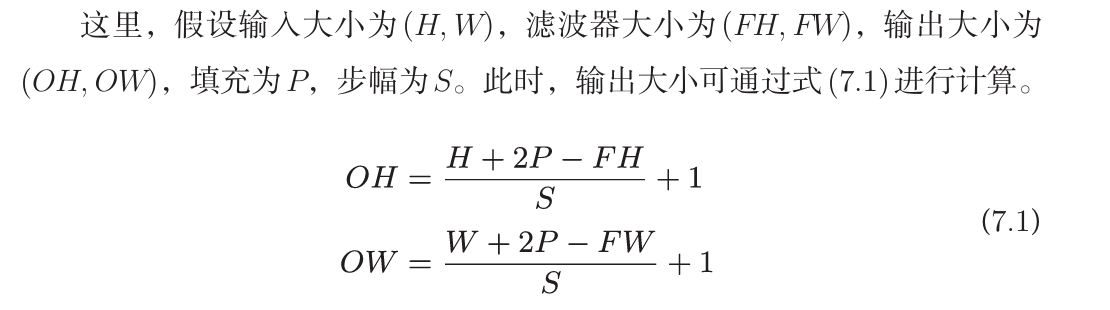 这里，假设输入大小为(H, W)，滤波器大小为(FH, FW)，输出大小为
(OH, OW)，填充为P，步幅为S。此时，输出大小可通过式(7.1)进行计算。
OH = \frac{H + 2P − FH}{S} + 1
(7.1)
OW = \frac{W + 2P − FW}{S} + 1